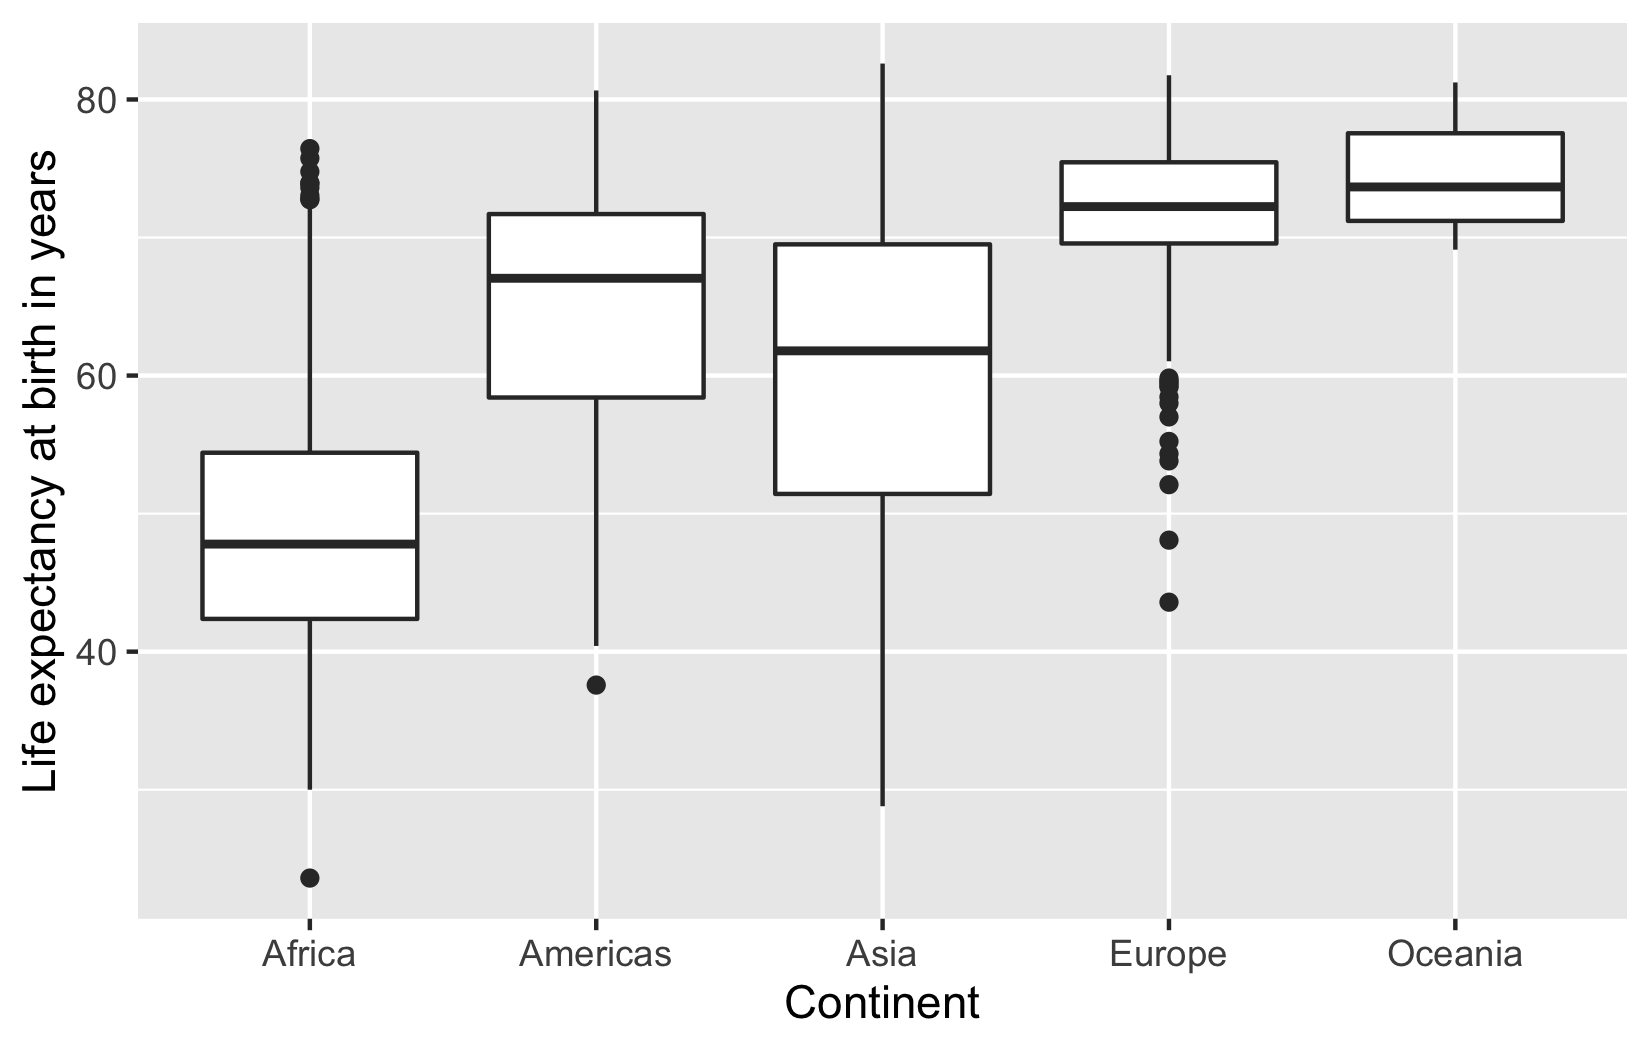 Life expectancy at birth in years
80
60
40
Africa Americas Asia Europe Oceania
Continent